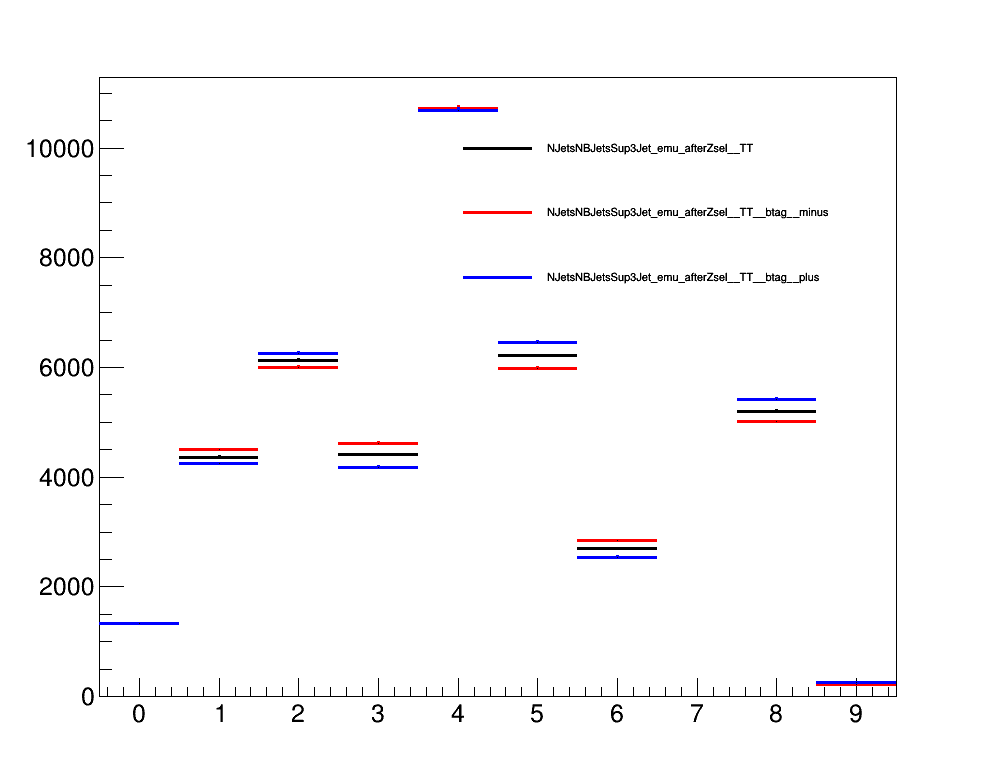 10000
8000
6000
4000
2000
0
NJetsNBJetsSup3Jet_emu_afterZsel__TT
NJetsNBJetsSup3Jet_emu_afterZsel__TT__btag__minus
NJetsNBJetsSup3Jet_emu_afterZsel__TT__btag__plus
0 1 2 3 4 5 6 7 8 9